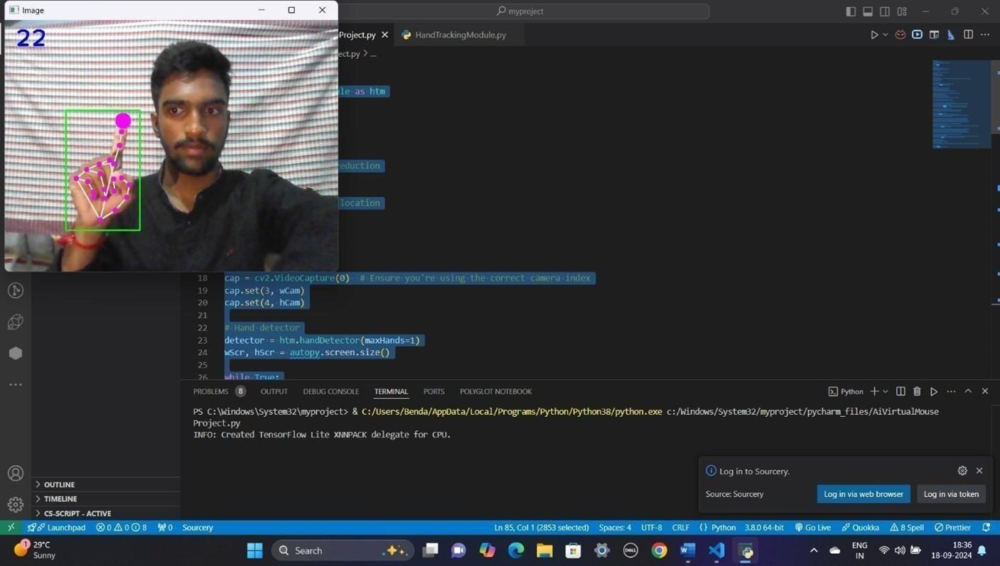 Image
myproject
22
Project.py
HandTrackingModule.py
ect.py > ...
le as htm
eduction
location
18 cap = cv2.VideoCapture(0) # Ensure you're using the correct camera index
19 cap.set(3, wCam)
20 cap.set(4, hCam)
21
22 # Hand detector
23 detector = htm.handDetector(maxHands=1)
24 wScr, hScr = autopy.screen.size()
25
26 while True:
PROBLEMS 8 OUTPUT DEBUG CONSOLE TERMINAL PORTS POLYGLOT NOTEBOOK
Python
PS C:\Windows\System32\myproject> & C:/Users/Benda/AppData/Local/Programs/Python/Python38/python.exe c:/Windows/System32/myproject/pycharm_files/AiVirtualMouse
Project.py
INFO: Created TensorFlow Lite XNNPACK delegate for CPU.
OUTLINE
TIMELINE
CS-SCRIPT - ACTIVE
Log in to Sourcery.
Source: Sourcery
Log in via web browser
Log in via token
Launchpad 0 0 8 0 Sourcery
Ln 85, Col 1 (2853 selected) Spaces: 4 UTF-8 CRLF {} Python 3.8.0 64-bit Go Live Quokka 8 Spell Prettier
1
29°C
Sunny
Search
DELL
ENG
IN
18:36
18-09-2024